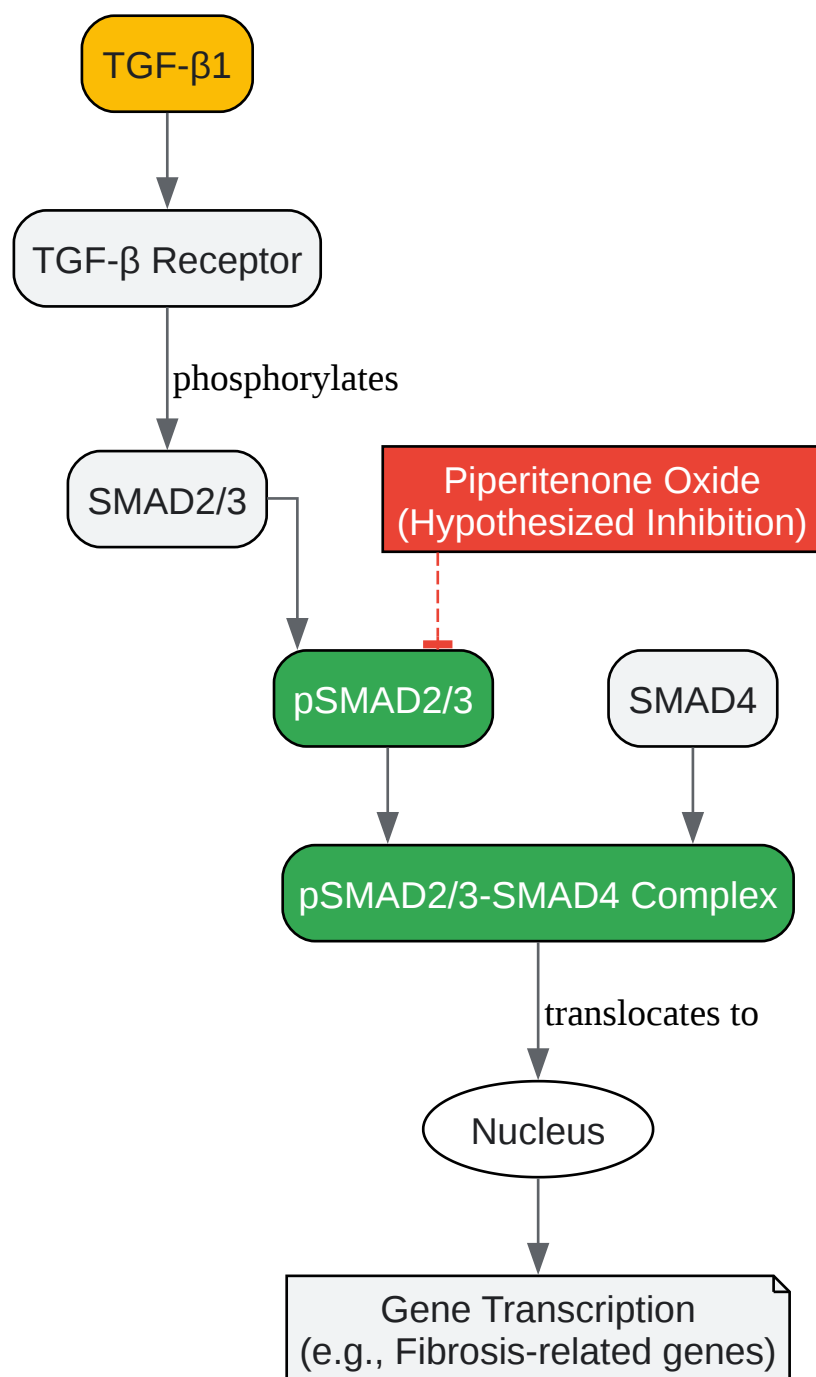 TGF-β1
TGF-β Receptor
phosphorylates
SMAD2/3
Piperitenone Oxide
(Hypothesized Inhibition)
pSMAD2/3
SMAD4
pSMAD2/3-SMAD4 Complex
translocates to
Nucleus
Gene Transcription
(e.g., Fibrosis-related genes)